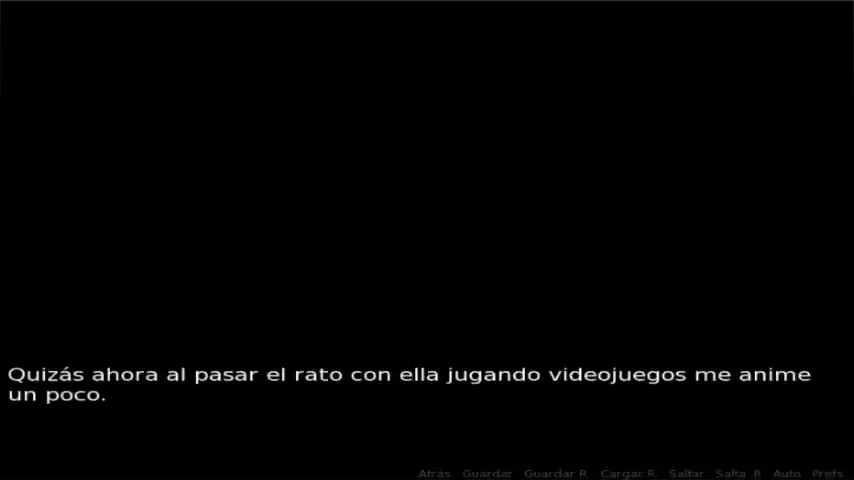 Quizás ahora al pasar el rato con ella jugando videojuegos me anime
un poco.
Atrás Guardar Guardar R. Cargar R. Saltar Salta R Auto Prefs